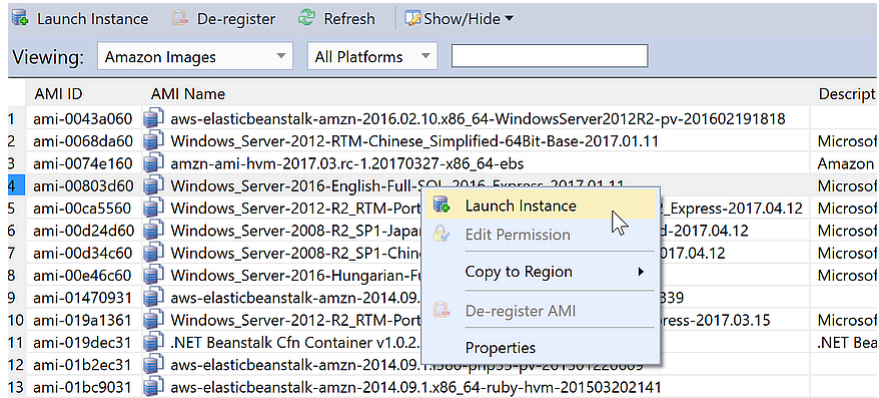 Launch Instance De-register Refresh Show/Hide
Viewing: Amazon Images All Platforms
AMI ID AMI Name Descript
1 ami-0043a060 aws-elasticbeanstalk-amzn-2016.02.10.x86_64-WindowsServer2012R2-pv-201602191818
2 ami-0068da60 Windows_Server-2012-RTM-Chinese_Simplified-64Bit-Base-2017.01.11 Microsof
3 ami-0074e160 amzn-ami-hvm-2017.03.rc-1.20170327-x86_64-ebs Amazon
4 ami-00803d60 Windows_Server-2016-English-Full-SQL_2016_Express-2017.01.11 Microsof
Launch Instance
5 ami-00ca5560 Windows_Server-2012-R2_RTM-Port P_Express-2017.04.12 Microsof
6 ami-00d24d60 Windows_Server-2008-R2_SP1-Japa d-2017.04.12 Microsof
Edit Permission
7 ami-00d34c60 Windows_Server-2008-R2_SP1-Chin 017.04.12 Microsof
Copy to Region
8 ami-00e46c60 Windows_Server-2016-Hungarian-Fu Microsof
9 ami-01470931 aws-elasticbeanstalk-amzn-2014.09. 339
De-register AMI
10 ami-019a1361 Windows_Server-2012-R2_RTM-Port ress-2017.03.15 Microsof
11 ami-019dec31 .NET Beanstalk Cfn Container v1.0.2. .NET Bea
Properties
12 ami-01b2ec31 aws-elasticbeanstalk-amzn-2014.09.1.i386-php55-pv-201501220609
13 ami-01bc9031 aws-elasticbeanstalk-amzn-2014.09.1.x86_64-ruby-hvm-201503202141